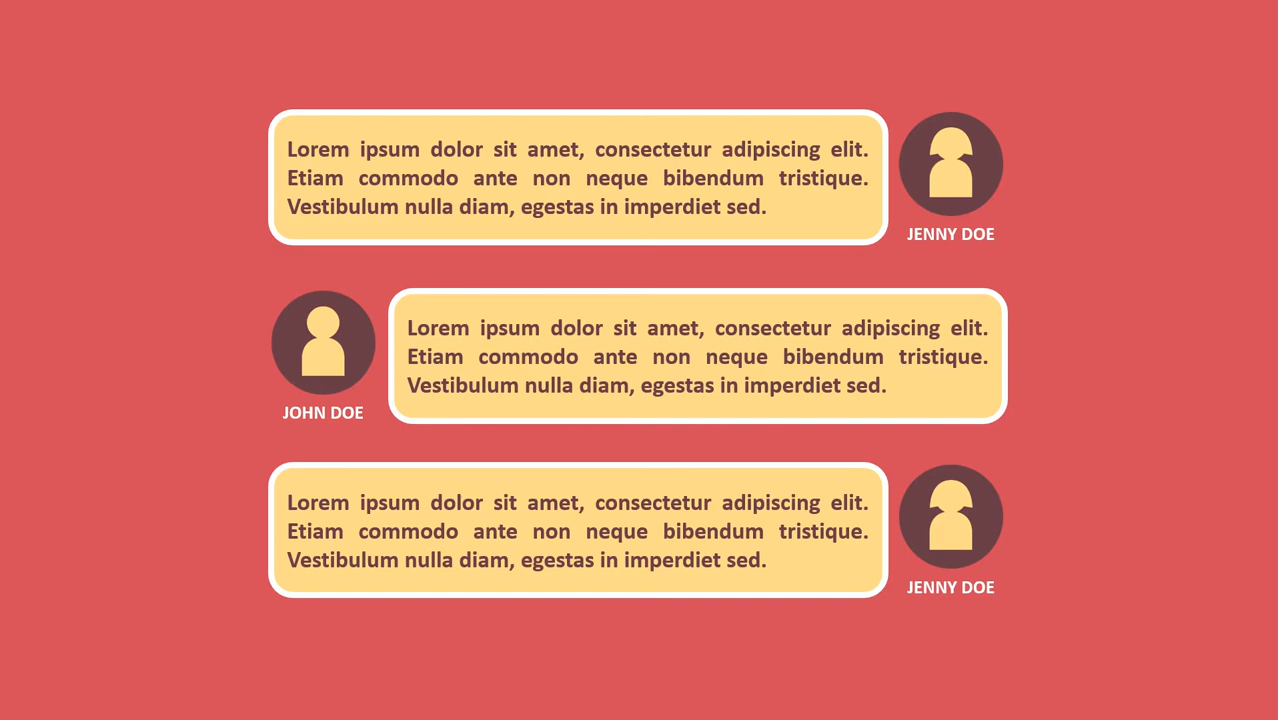 Lorem ipsum dolor sit amet, consectetur adipiscing elit.
Etiam commodo ante non neque bibendum tristique.
Vestibulum nulla diam, egestas in imperdiet sed.
JENNY DOE
Lorem ipsum dolor sit amet, consectetur adipiscing elit.
Etiam commodo ante non neque bibendum tristique.
Vestibulum nulla diam, egestas in imperdiet sed.
JOHN DOE
Lorem ipsum dolor sit amet, consectetur adipiscing elit.
Etiam commodo ante non neque bibendum tristique.
Vestibulum nulla diam, egestas in imperdiet sed.
JENNY DOE